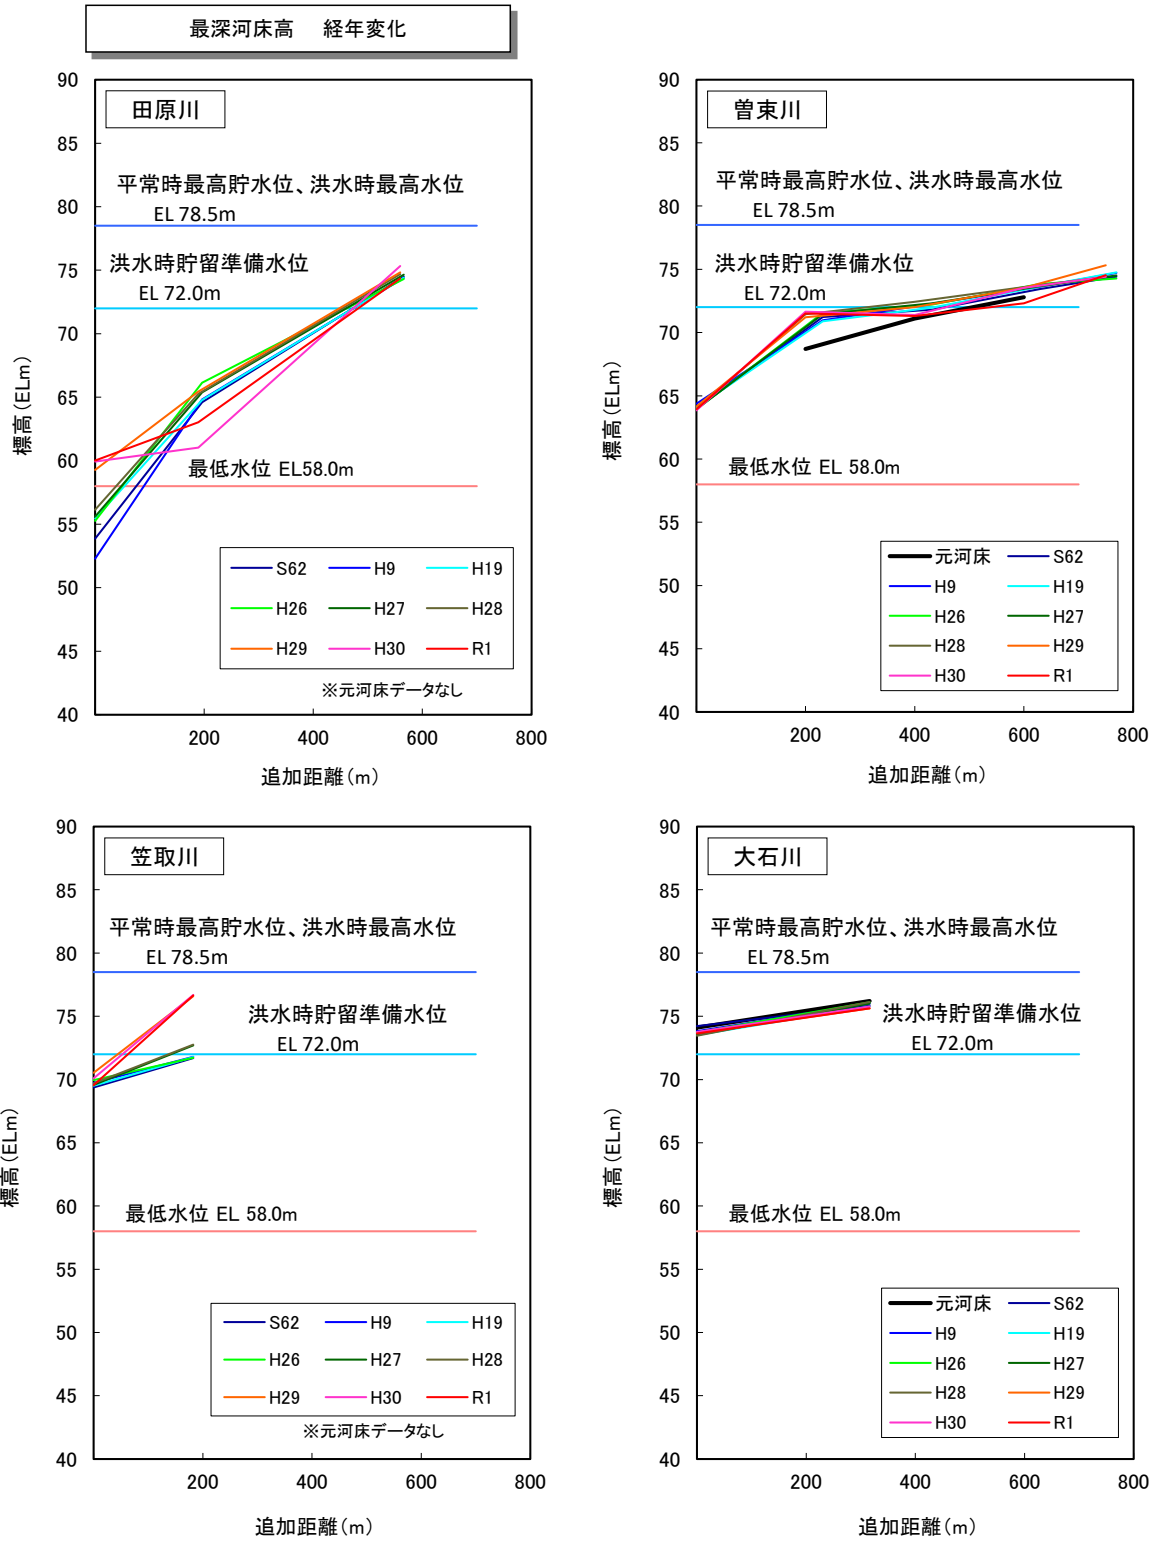 最深河床高　経年変化
田原川
平常時最高貯水位、洪水時最高水位
EL 78.5m
洪水時貯留準備水位
EL 72.0m
最低水位 EL58.0m
90
85
80
75
70
65
60
55
50
45
40
標高（ELm）
S62 H9 H19
H26 H27 H28
H29 H30 R1
※元河床データなし
200 400 600 800
追加距離（m）
曽束川
平常時最高貯水位、洪水時最高水位
EL 78.5m
洪水時貯留準備水位
EL 72.0m
最低水位 EL 58.0m
90
85
80
75
70
65
60
55
50
45
40
標高（ELm）
元河床 S62
H9 H19
H26 H27
H28 H29
H30 R1
200 400 600 800
追加距離（m）
笠取川
平常時最高貯水位、洪水時最高水位
EL 78.5m
洪水時貯留準備水位
EL 72.0m
最低水位 EL 58.0m
90
85
80
75
70
65
60
55
50
45
40
標高（ELm）
S62 H9 H19
H26 H27 H28
H29 H30 R1
※元河床データなし
200 400 600 800
追加距離（m）
大石川
平常時最高貯水位、洪水時最高水位
EL 78.5m
洪水時貯留準備水位
EL 72.0m
最低水位 EL 58.0m
90
85
80
75
70
65
60
55
50
45
40
標高（ELm）
元河床 S62
H9 H19
H26 H27
H28 H29
H30 R1
200 400 600 800
追加距離（m）